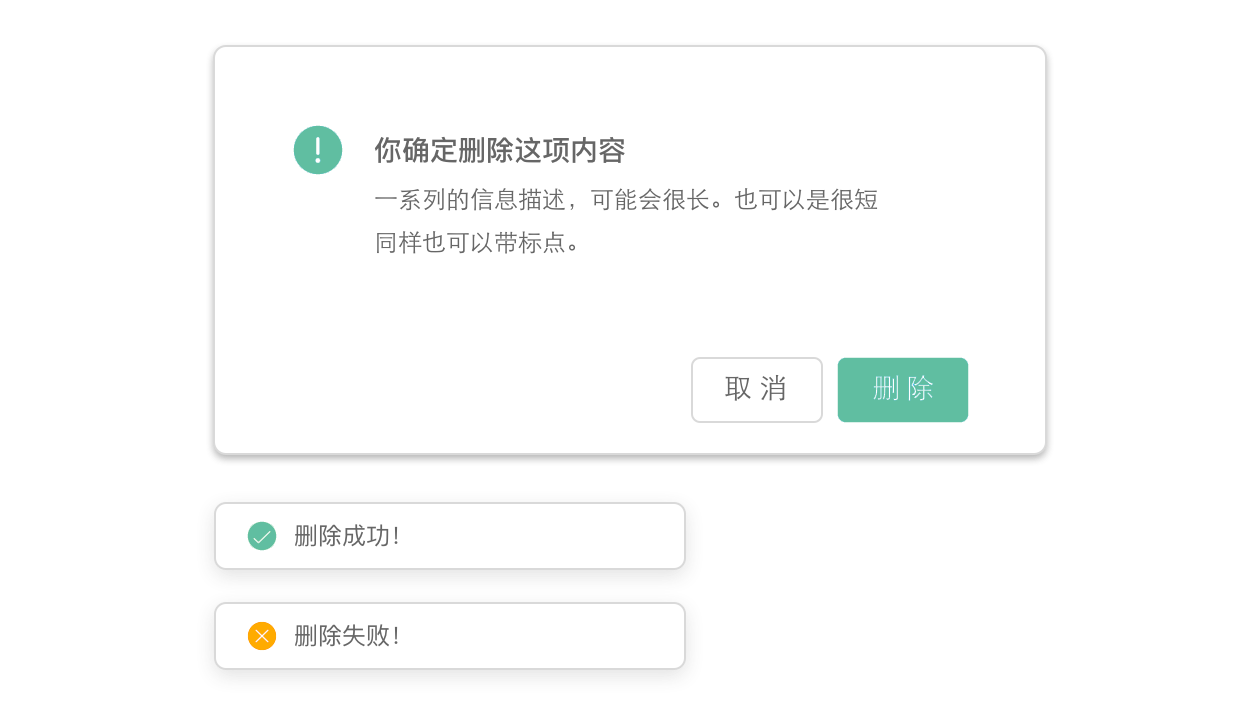 你确定删除这项内容
一系列的信息描述，可能会很长。也可以是很短
同样也可以带标点。
取 消
删 除
删除成功！
删除失败！